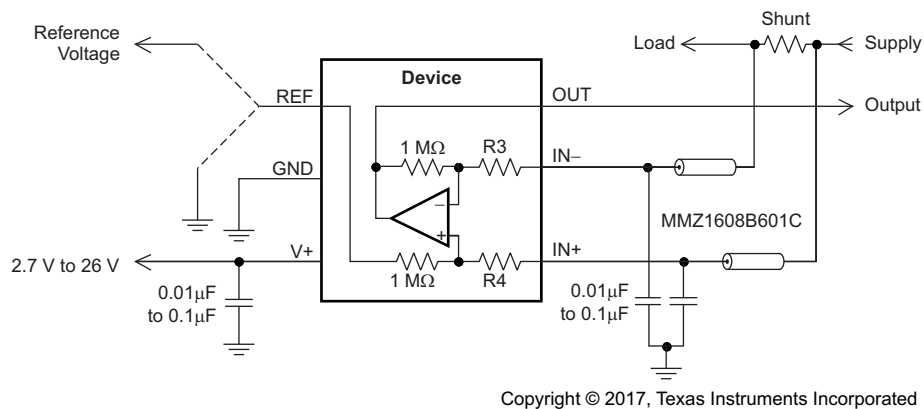 Shunt
Reference
Voltage
Load
Supply
Device
REF
OUT
Output
1 MΩ
R3
IN−
GND
−
MMZ1608B601C
+
V+
IN+
2.7 V to 26 V
1 MΩ
R4
0.01μF
to 0.1μF
0.01μF
to 0.1μF
Copyright © 2017, Texas Instruments Incorporated